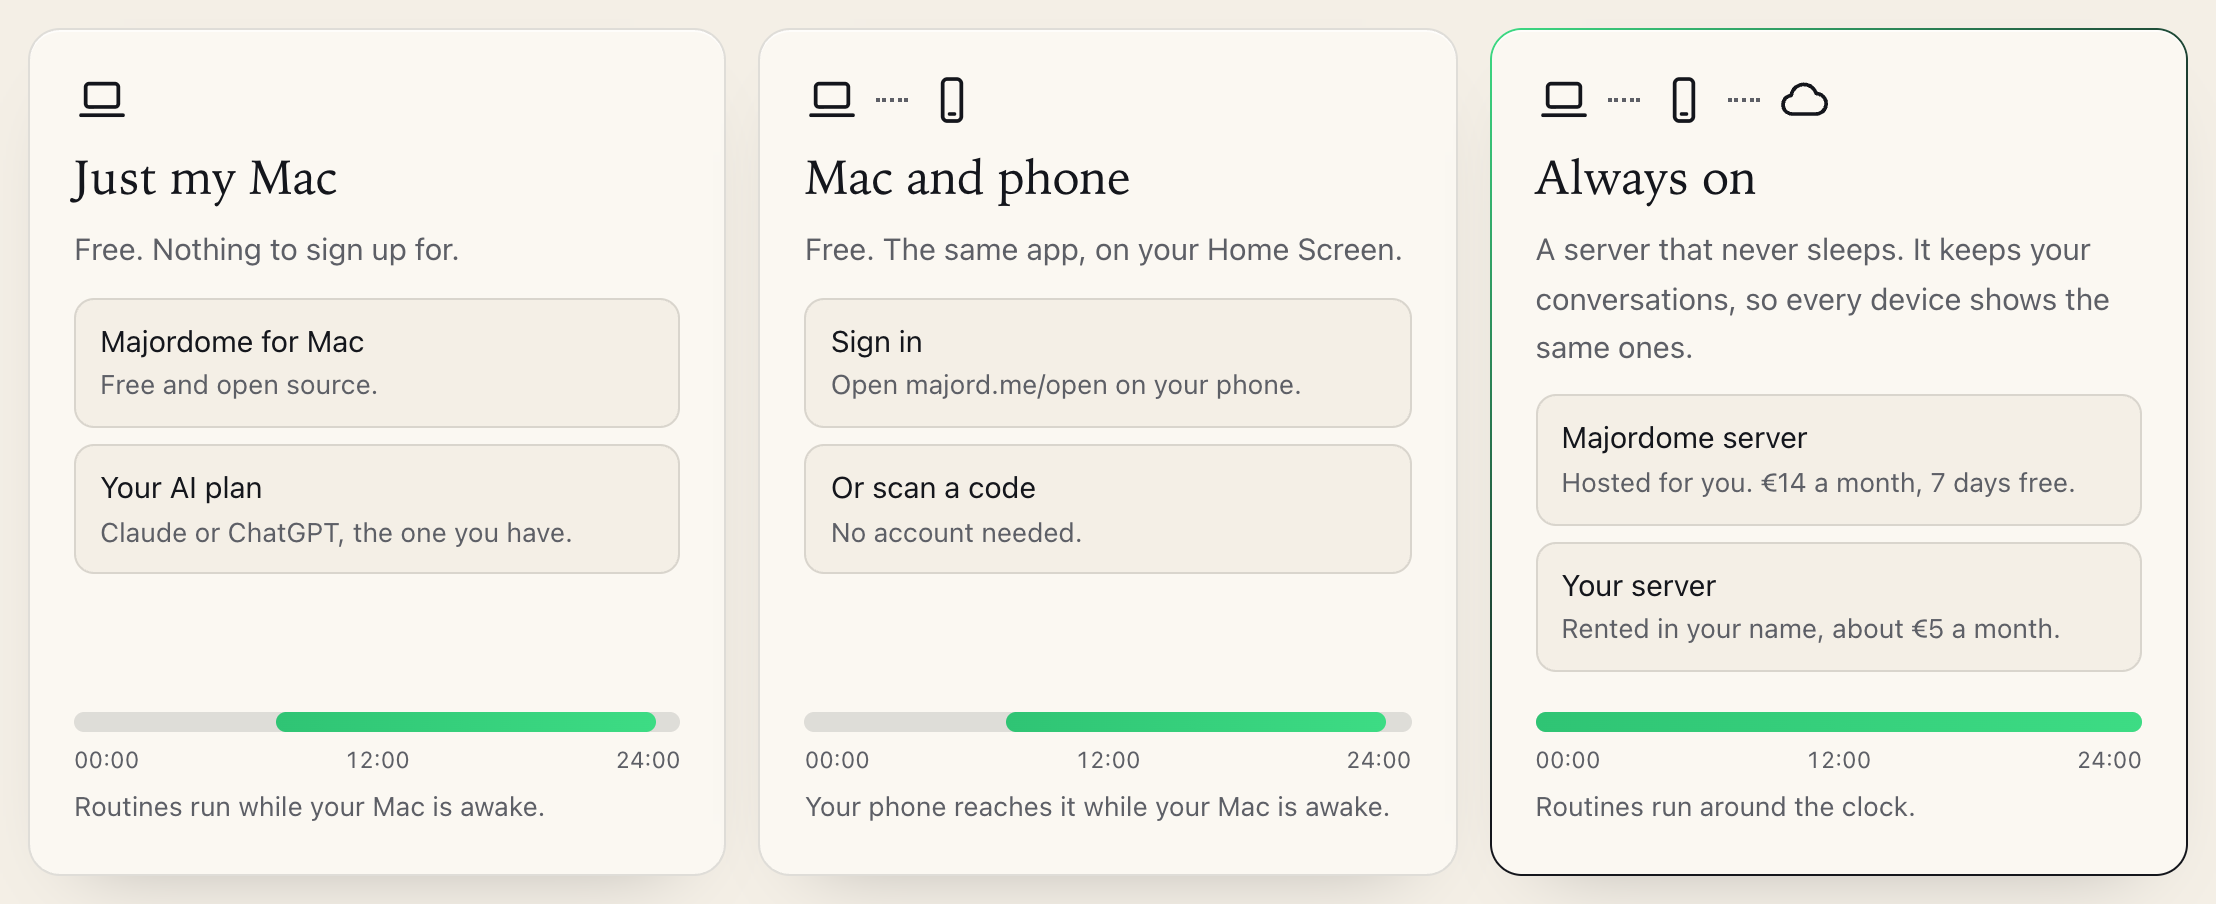 Just my Mac
Free. Nothing to sign up for.
Majordome for Mac
Free and open source.
Your AI plan
Claude or ChatGPT, the one you have.
00:00 12:00 24:00
Routines run while your Mac is awake.
Mac and phone
Free. The same app, on your Home Screen.
Sign in
Open majord.me/open on your phone.
Or scan a code
No account needed.
00:00 12:00 24:00
Your phone reaches it while your Mac is awake.
Always on
A server that never sleeps. It keeps your
conversations, so every device shows the
same ones.
Majordome server
Hosted for you. €14 a month, 7 days free.
Your server
Rented in your name, about €5 a month.
00:00 12:00 24:00
Routines run around the clock.